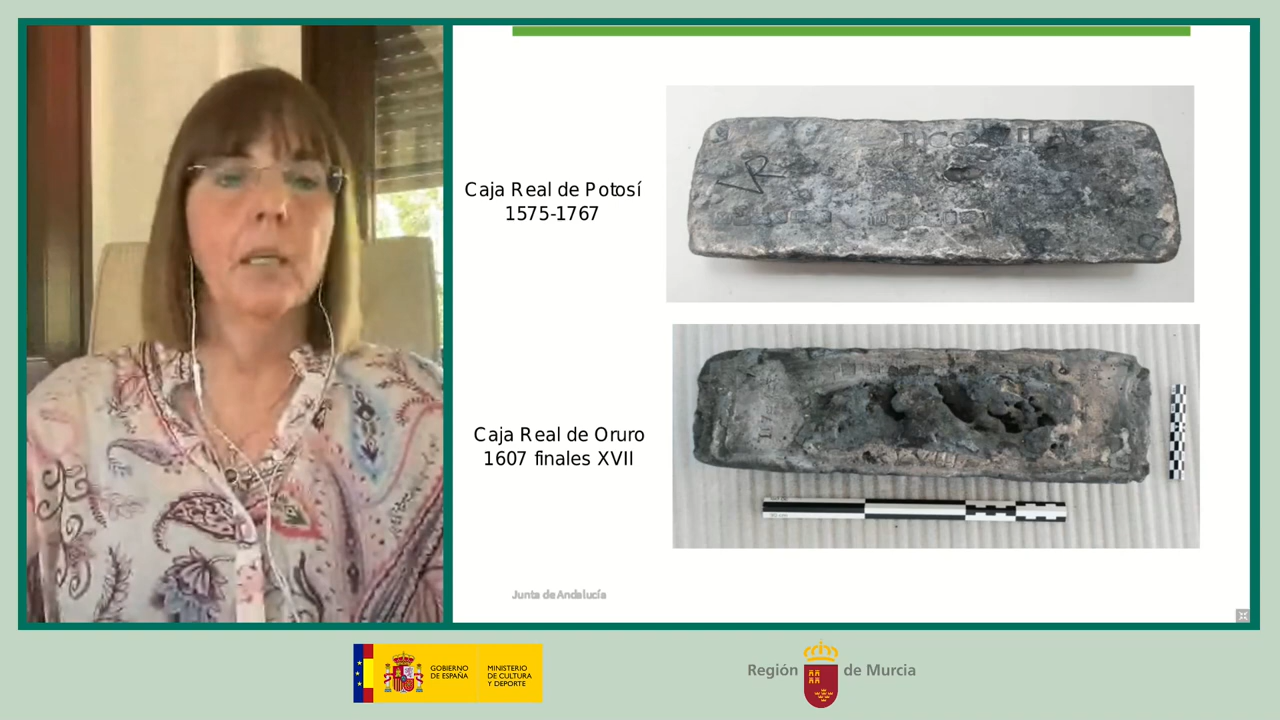 Caja Real de Potosí
1575-1767
Caja Real de Oruro
1607 finales XVII
Junta de Andalucía
GOBIERNO
DE ESPAÑA
MINISTERIO
DE CULTURA
Y DEPORTE
Región de Murcia